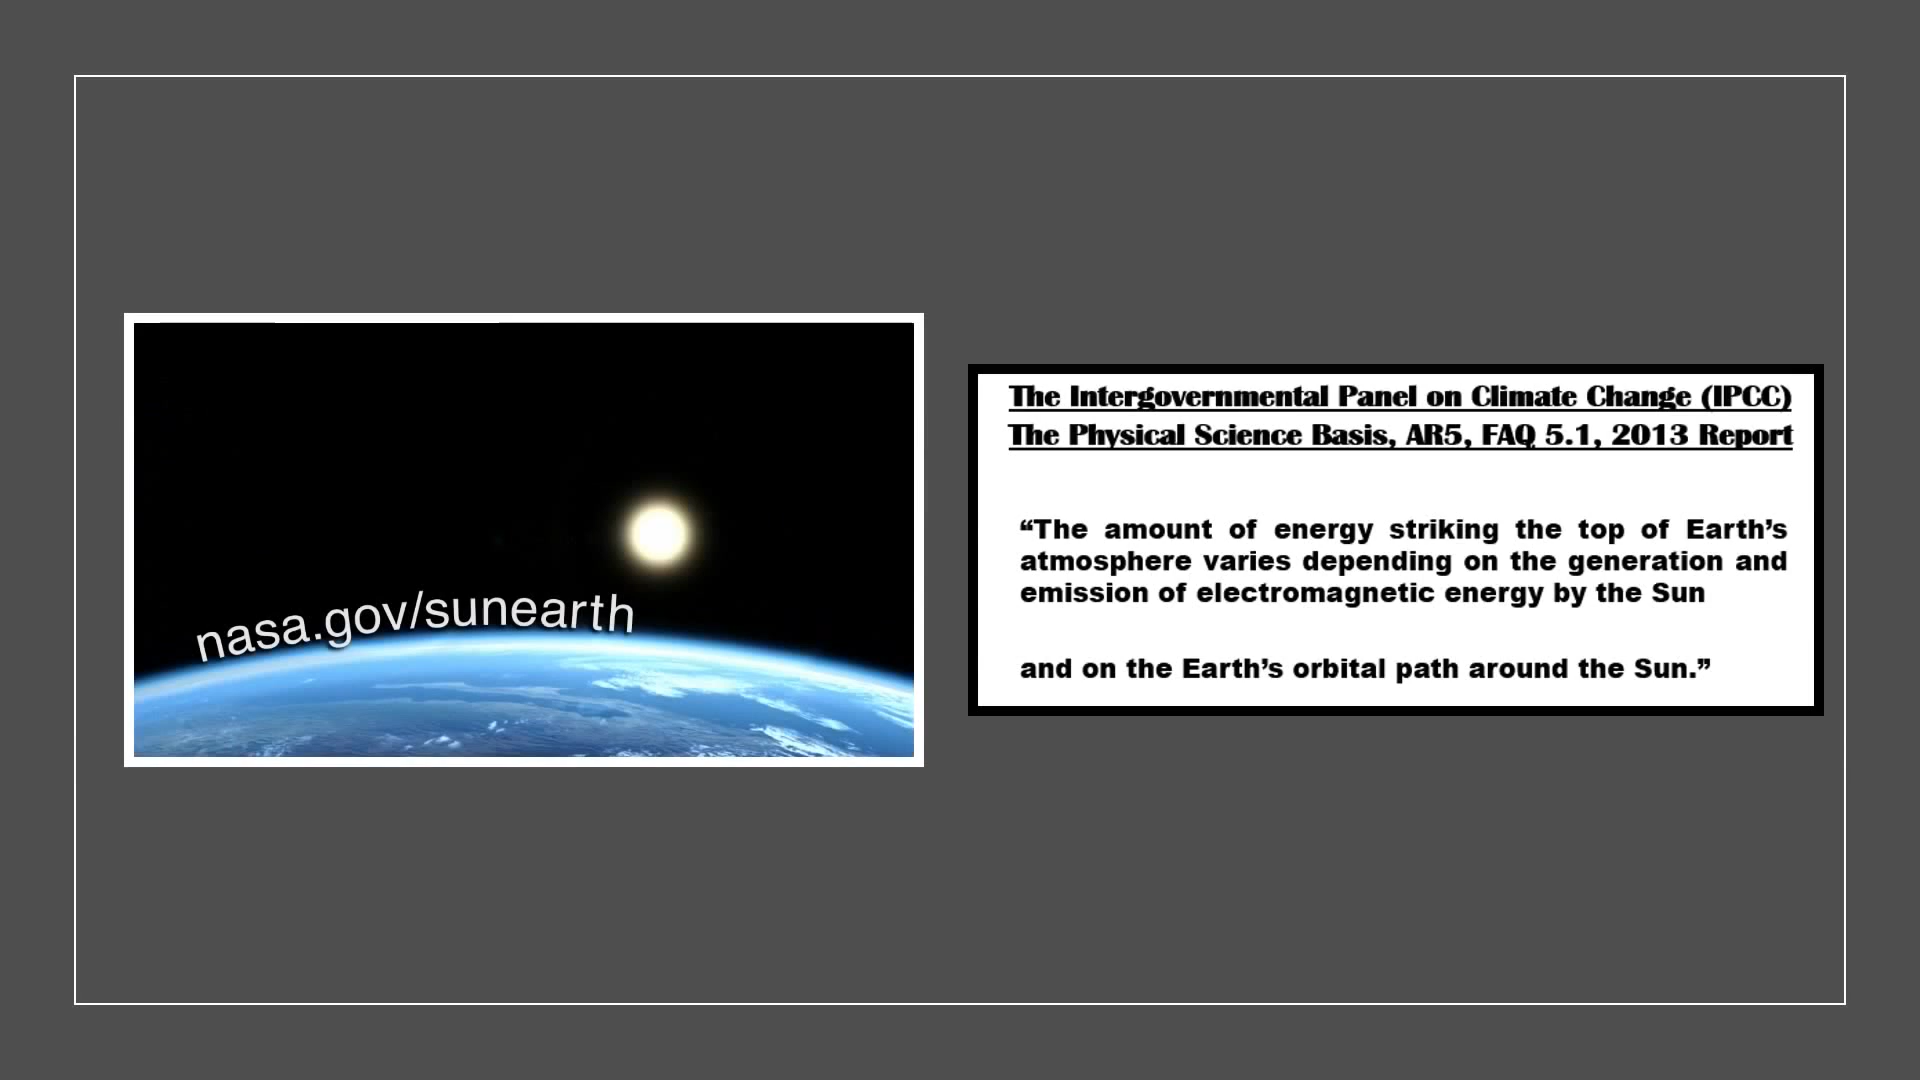 nasa.gov/sunearth
The Intergovernmental Panel on Climate Change (IPCC)
The Physical Science Basis, AR5, FAQ 5.1, 2013 Report
“The amount of energy striking the top of Earth’s
atmosphere varies depending on the generation and
emission of electromagnetic energy by the Sun
and on the Earth’s orbital path around the Sun.”